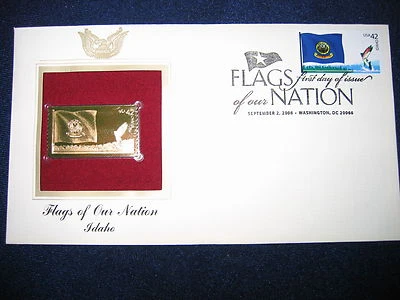 USA 42
FLAGS first day of issue
of our NATION
SEPTEMBER 2, 2008 - WASHINGTON, DC 20066
Flags of Our Nation
Idaho